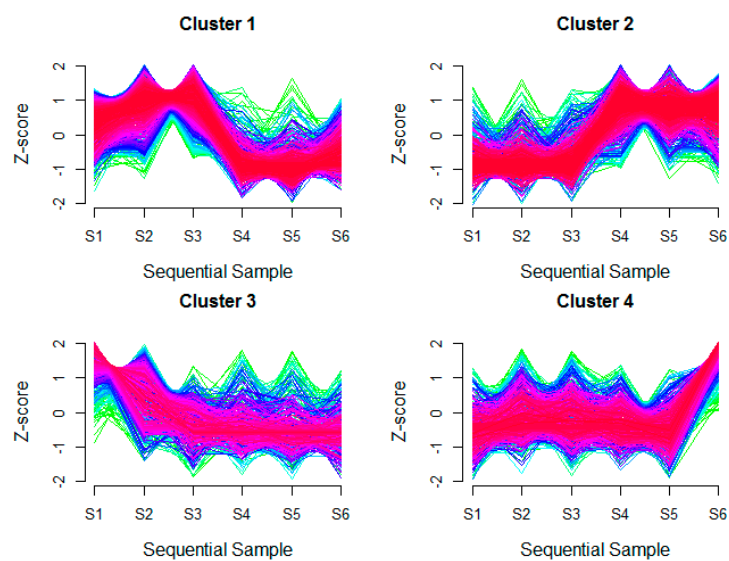 Cluster 1
Z-score
2
1
0
-1
-2
S1 S2 S3 S4 S5 S6
Sequential Sample
Cluster 2
Z-score
2
1
0
-1
-2
S1 S2 S3 S4 S5 S6
Sequential Sample
Cluster 3
Z-score
2
1
0
-1
-2
S1 S2 S3 S4 S5 S6
Sequential Sample
Cluster 4
Z-score
2
1
0
-1
-2
S1 S2 S3 S4 S5 S6
Sequential Sample